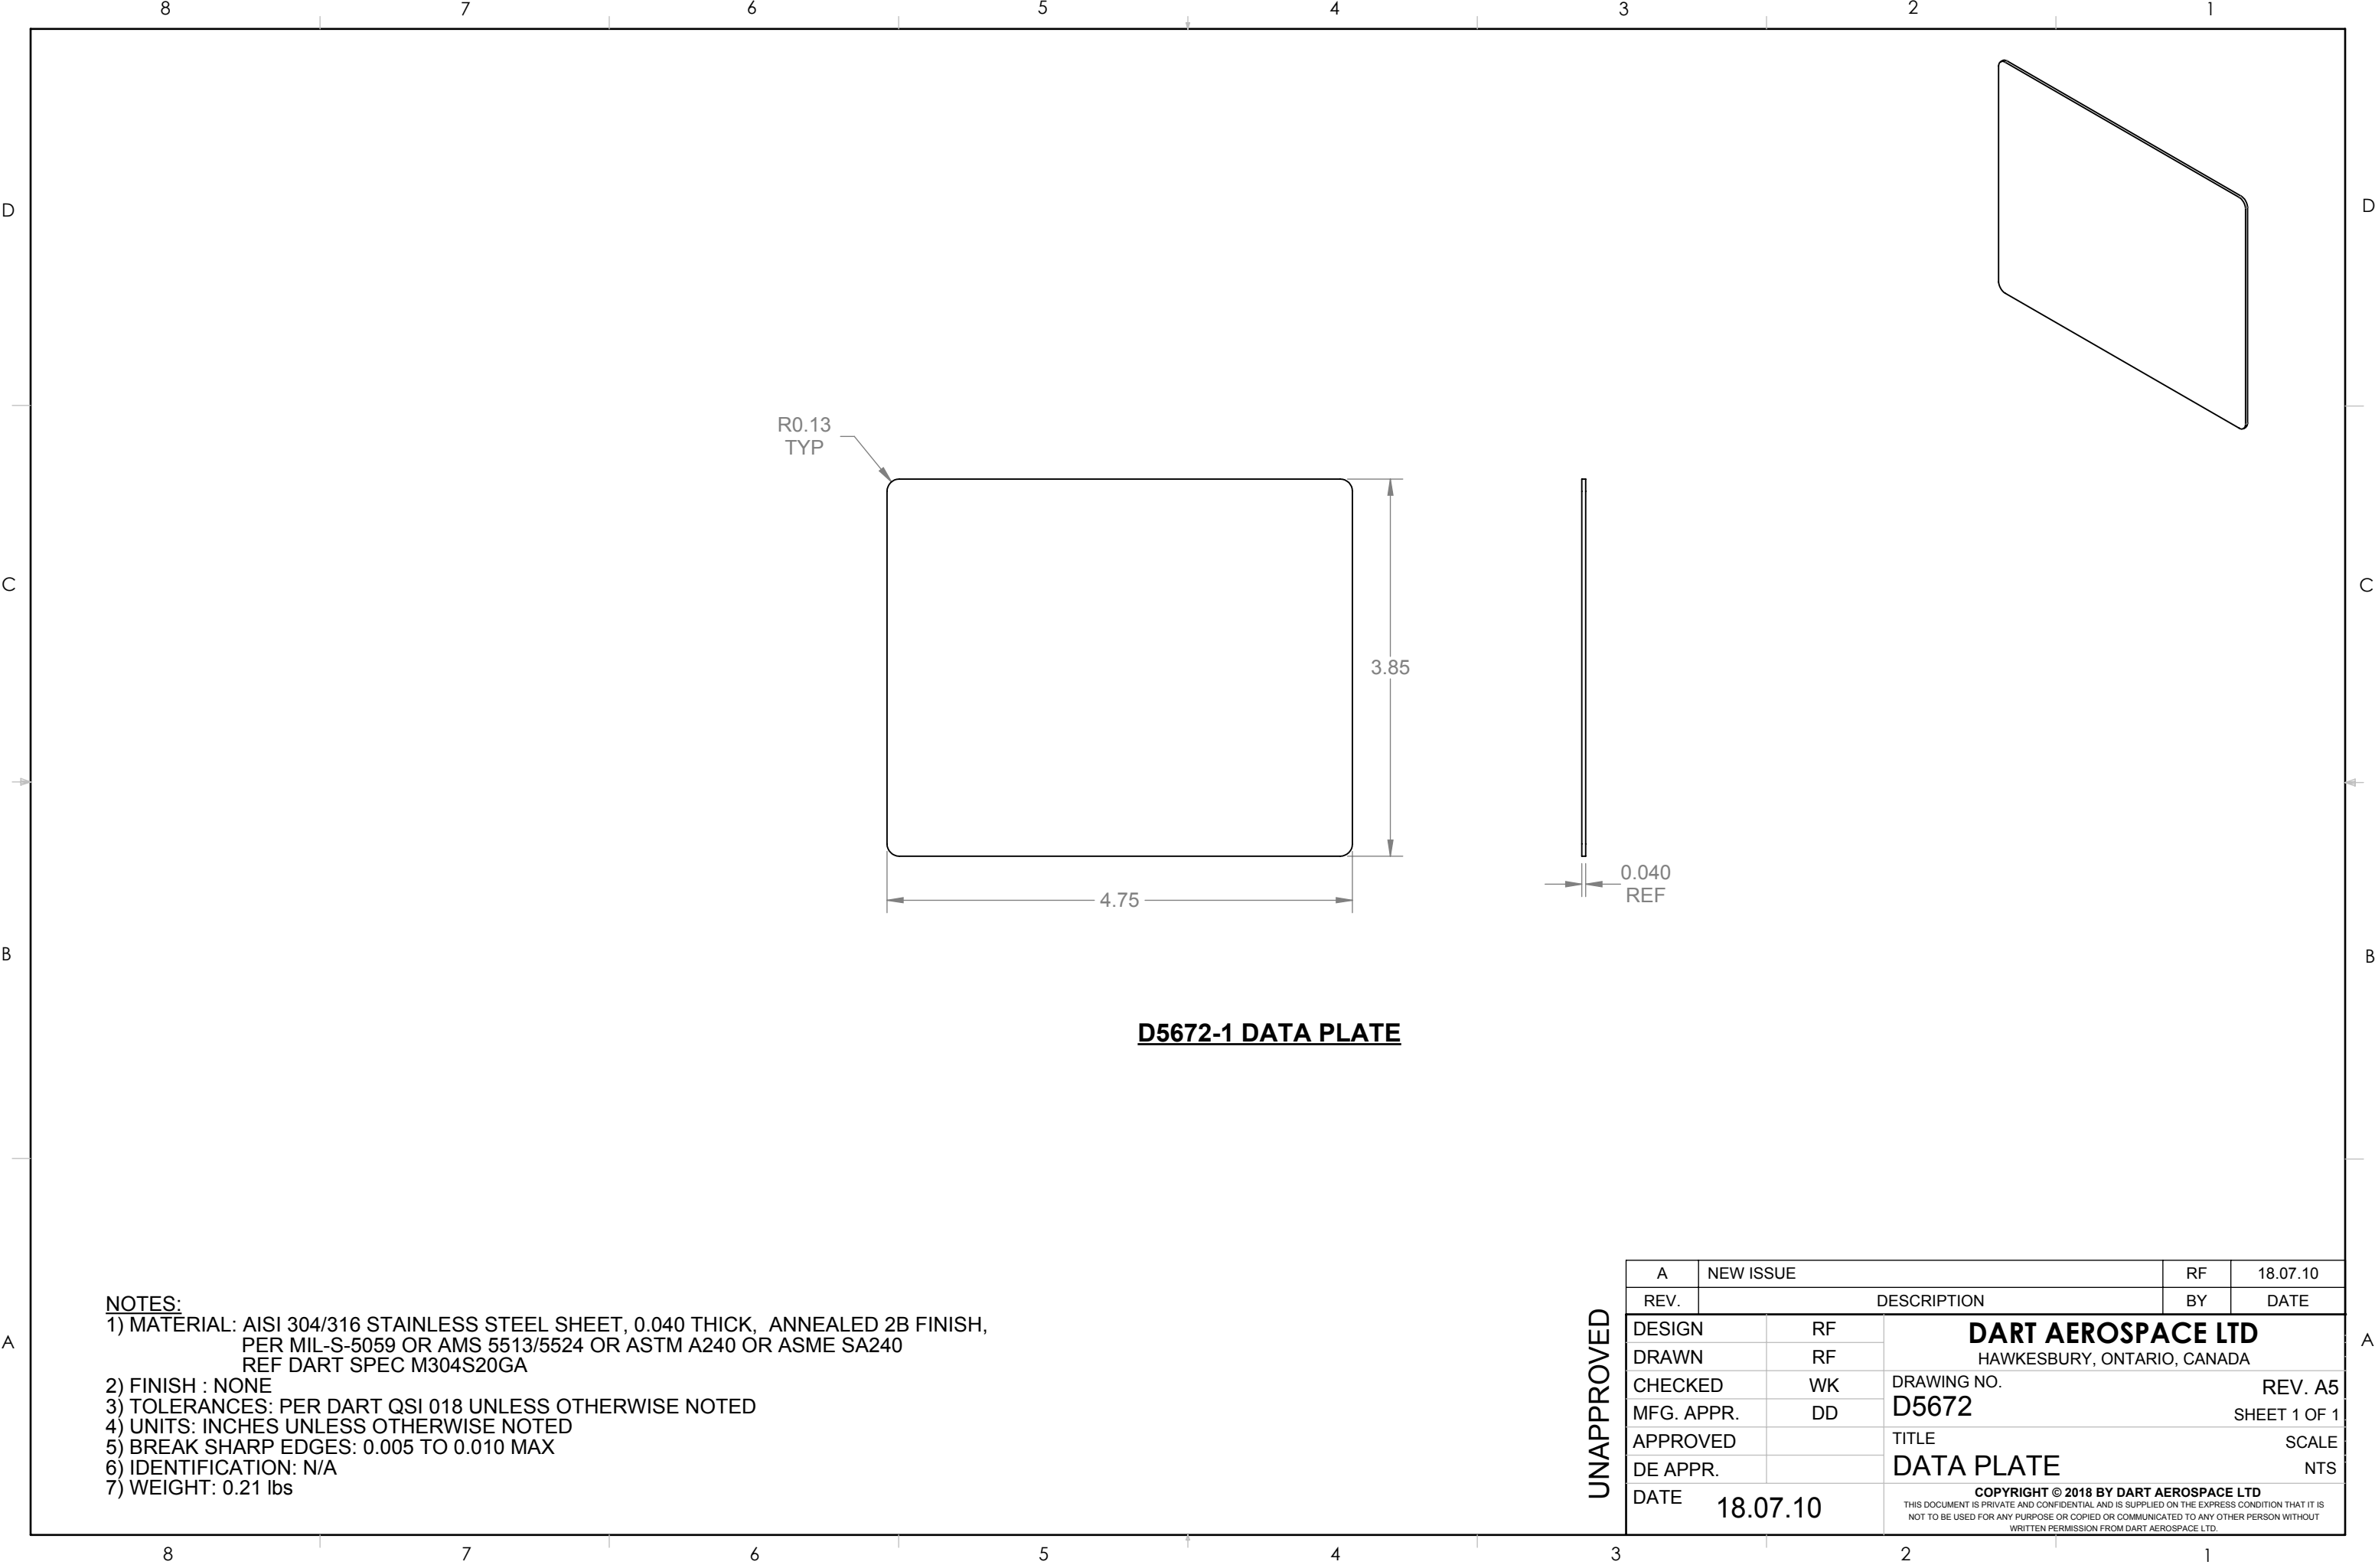 8 7 6 5 4 3 2 1
D D
R0.13
TYP
C C
3.85
0.040
REF
4.75
B B
D5672-1 DATA PLATE
A A
NOTES:
1) MATERIAL: AISI 304/316 STAINLESS STEEL SHEET, 0.040 THICK, ANNEALED 2B FINISH,
PER MIL-S-5059 OR AMS 5513/5524 OR ASTM A240 OR ASME SA240
REF DART SPEC M304S20GA
2) FINISH : NONE
3) TOLERANCES: PER DART QSI 018 UNLESS OTHERWISE NOTED
4) UNITS: INCHES UNLESS OTHERWISE NOTED
5) BREAK SHARP EDGES: 0.005 TO 0.010 MAX
6) IDENTIFICATION: N/A
7) WEIGHT: 0.21 lbs
UNAPPROVED
A NEW ISSUE RF 18.07.10
REV. DESCRIPTION BY DATE
DESIGN RF
DRAWN RF
CHECKED WK
MFG. APPR. DD
APPROVED
DE APPR.
DATE 18.07.10
DART AEROSPACE LTD
HAWKESBURY, ONTARIO, CANADA
DRAWING NO. REV. A5
D5672 SHEET 1 OF 1
TITLE SCALE
DATA PLATE NTS
COPYRIGHT © 2018 BY DART AEROSPACE LTD
THIS DOCUMENT IS PRIVATE AND CONFIDENTIAL AND IS SUPPLIED ON THE EXPRESS CONDITION THAT IT IS
NOT TO BE USED FOR ANY PURPOSE OR COPIED OR COMMUNICATED TO ANY OTHER PERSON WITHOUT
WRITTEN PERMISSION FROM DART AEROSPACE LTD.
8 7 6 5 4 3 2 1